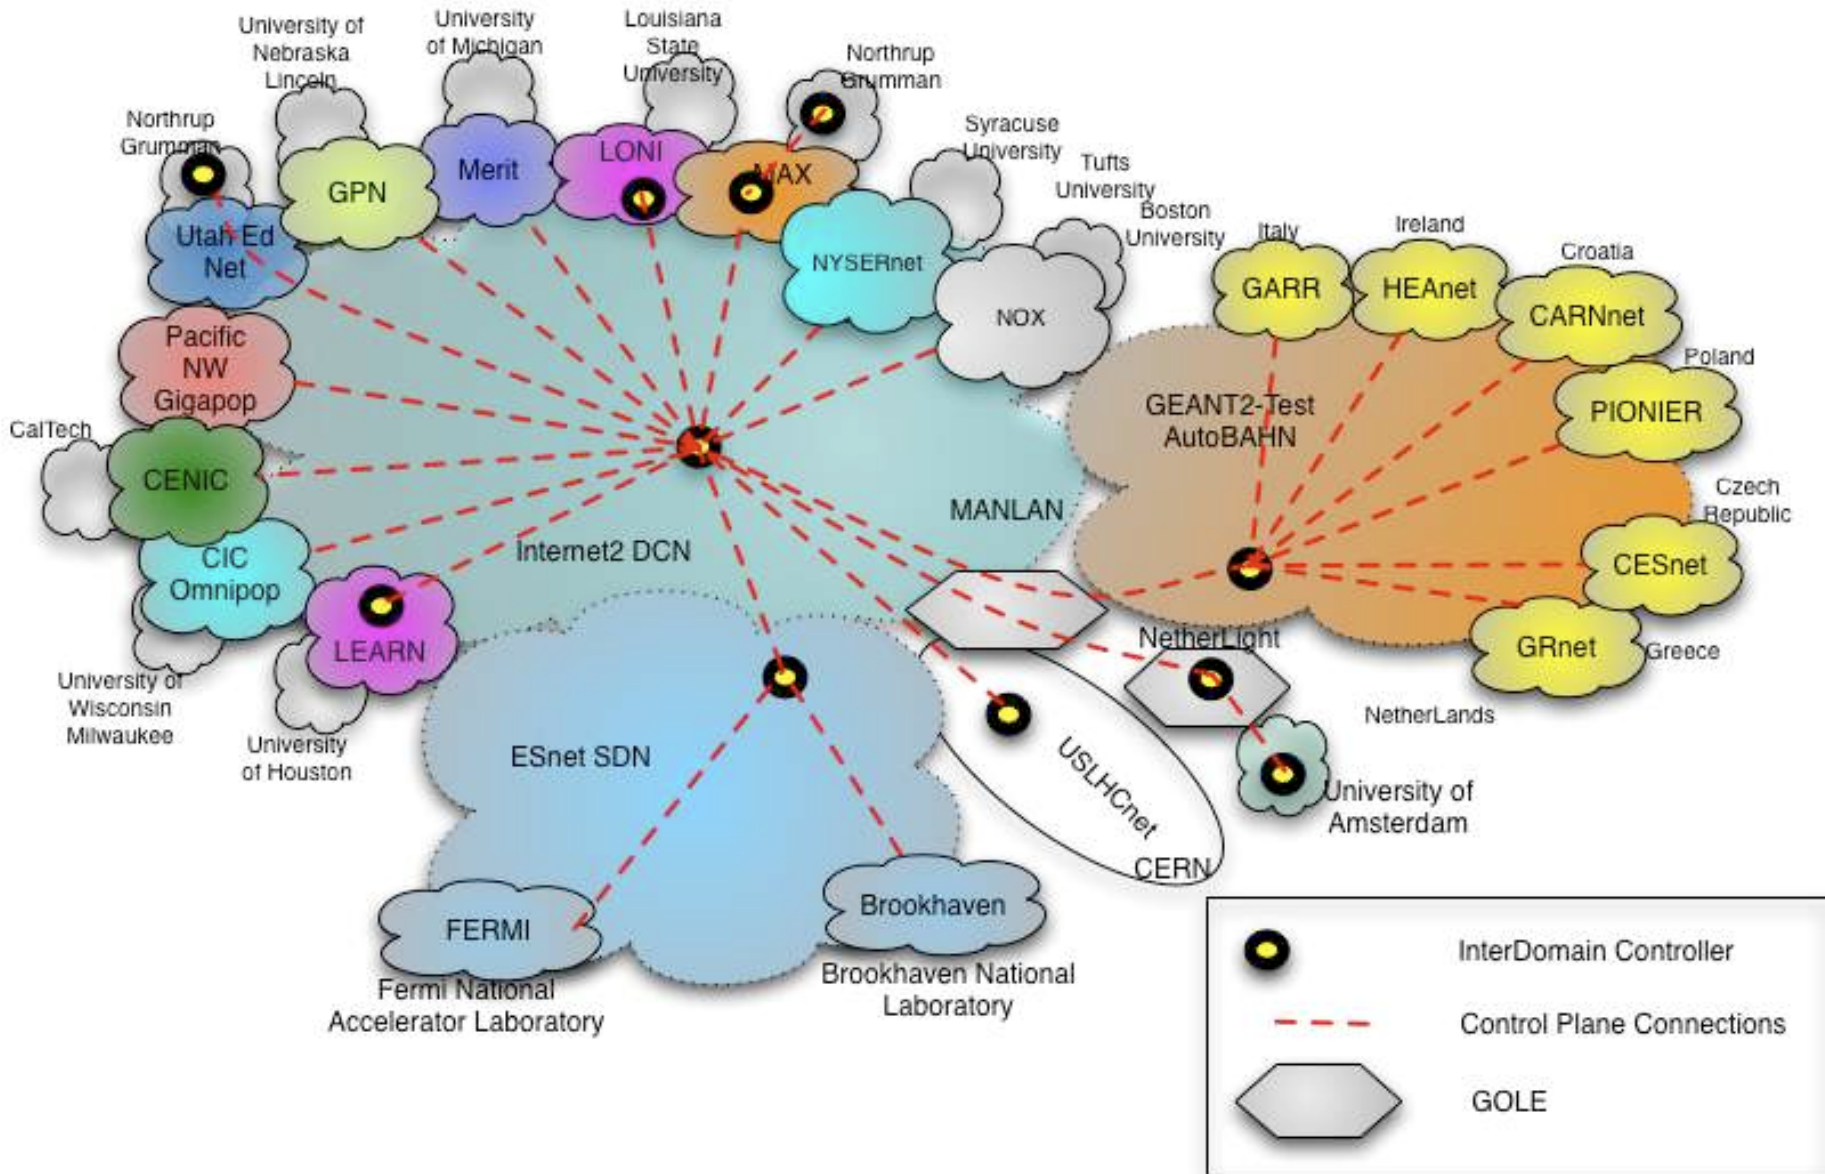 University of
Nebraska
Lincoln
University
of Michigan
Louisiana
State
University
Northrup
Grumman
Northrup
Grumman
Syracuse
University
Tufts
University
Boston
University
LONI
Merit
GPN
MAX
Utah Ed
Net
NYSERnet
NOX
Italy
Ireland
Croatia
GARR
HEAnet
CARNnet
Poland
PIONIER
Pacific
NW
Gigapop
GEANT2-Test
AutoBAHN
CalTech
CENIC
MANLAN
Czech
Republic
CESnet
Internet2 DCN
CIC
Omnipop
LEARN
NetherLight
GRnet
Greece
University of
Wisconsin
Milwaukee
University
of Houston
NetherLands
ESnet SDN
USLHCnet
CERN
University of
Amsterdam
FERMI
Brookhaven
Fermi National
Accelerator Laboratory
Brookhaven National
Laboratory
InterDomain Controller
Control Plane Connections
GOLE